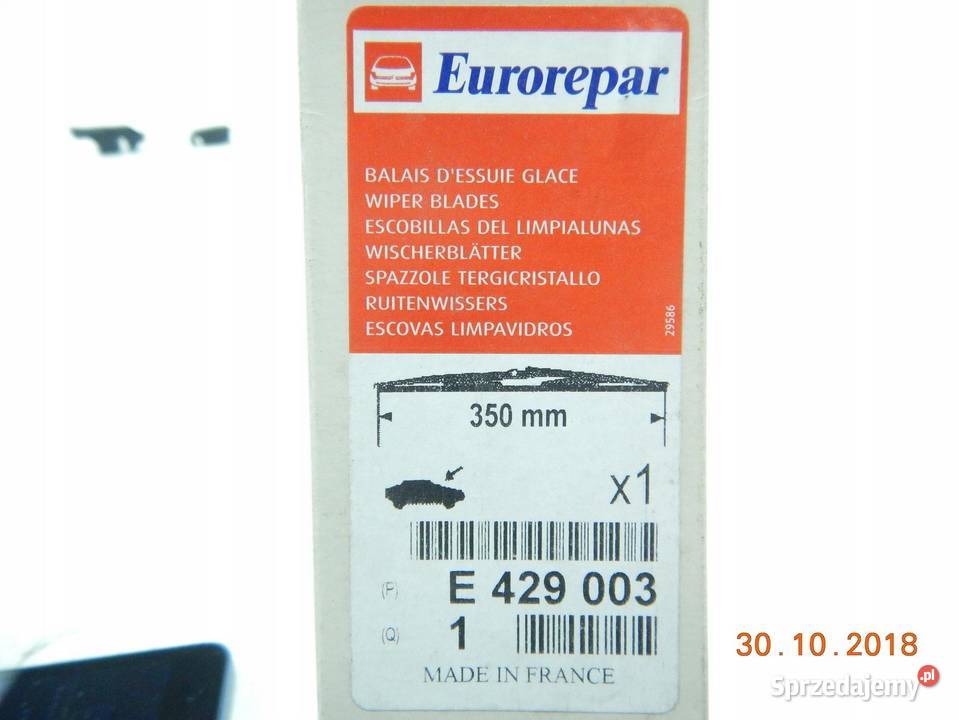 Eurorepar
BALAIS D'ESSUIE GLACE
WIPER BLADES
ESCOBILLAS DEL LIMPIALUNAS
WISCHERBLÄTTER
SPAZZOLE TERGICRISTALLO
RUITENWISSERS
ESCOVAS LIMPAVIDROS
29586
350 mm
x1
(P) E 429 003
(Q) 1
MADE IN FRANCE
30.10.2018
Sprzedajemy.pl